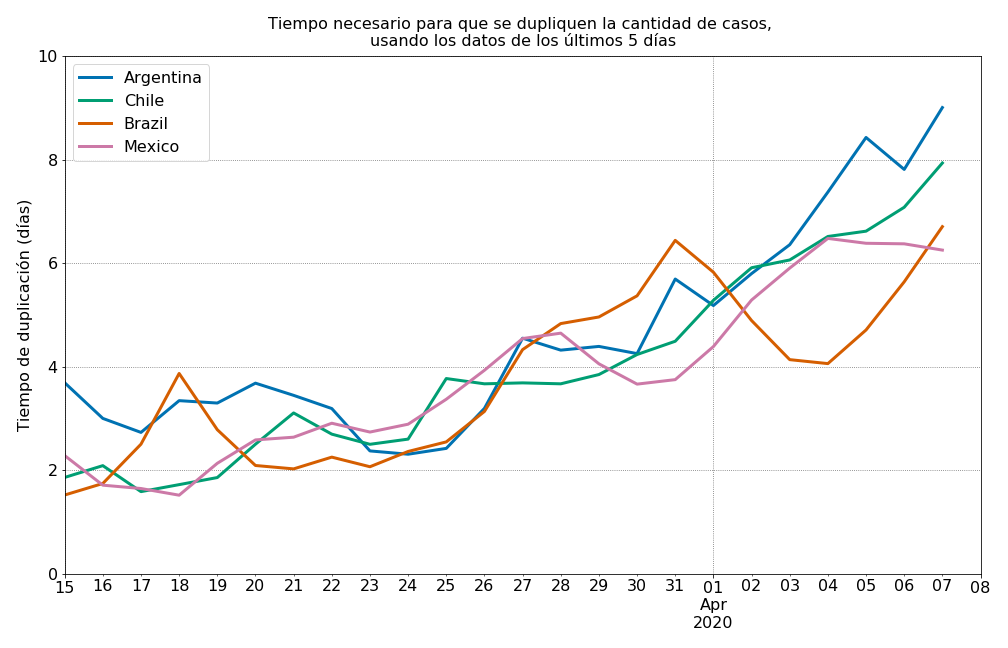 Tiempo necesario para que se dupliquen la cantidad de casos,
usando los datos de los últimos 5 días
Argentina
Chile
Brazil
Mexico
Tiempo de duplicación (días)
10
8
6
4
2
0
15 16 17 18 19 20 21 22 23 24 25 26 27 28 29 30 31 01 02 03 04 05 06 07 08
Apr
2020